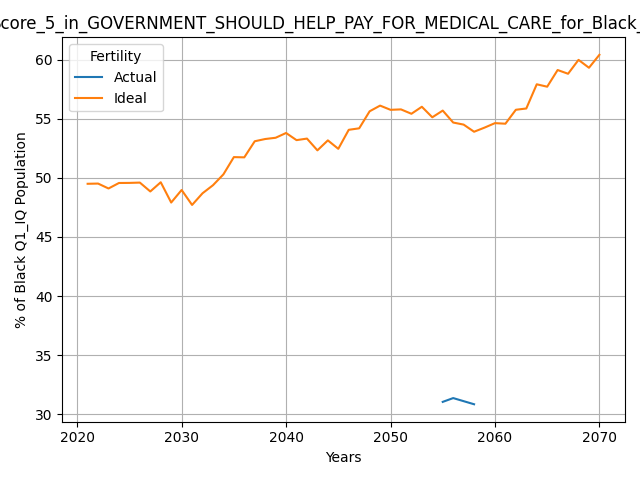 core_5_in_GOVERNMENT_SHOULD_HELP_PAY_FOR_MEDICAL_CARE_for_Black_
Fertility
Actual
Ideal
60
55
50
45
40
35
30
% of Black Q1_IQ Population
2020 2030 2040 2050 2060 2070
Years